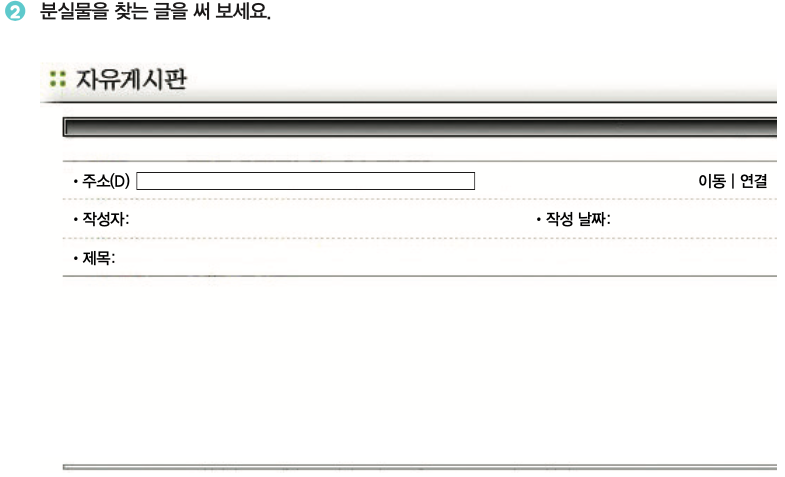 2 분실물을 찾는 글을 써 보세요.
자유게시판
• 주소(D) 이동 | 연결
• 작성자: • 작성 날짜:
• 제목: